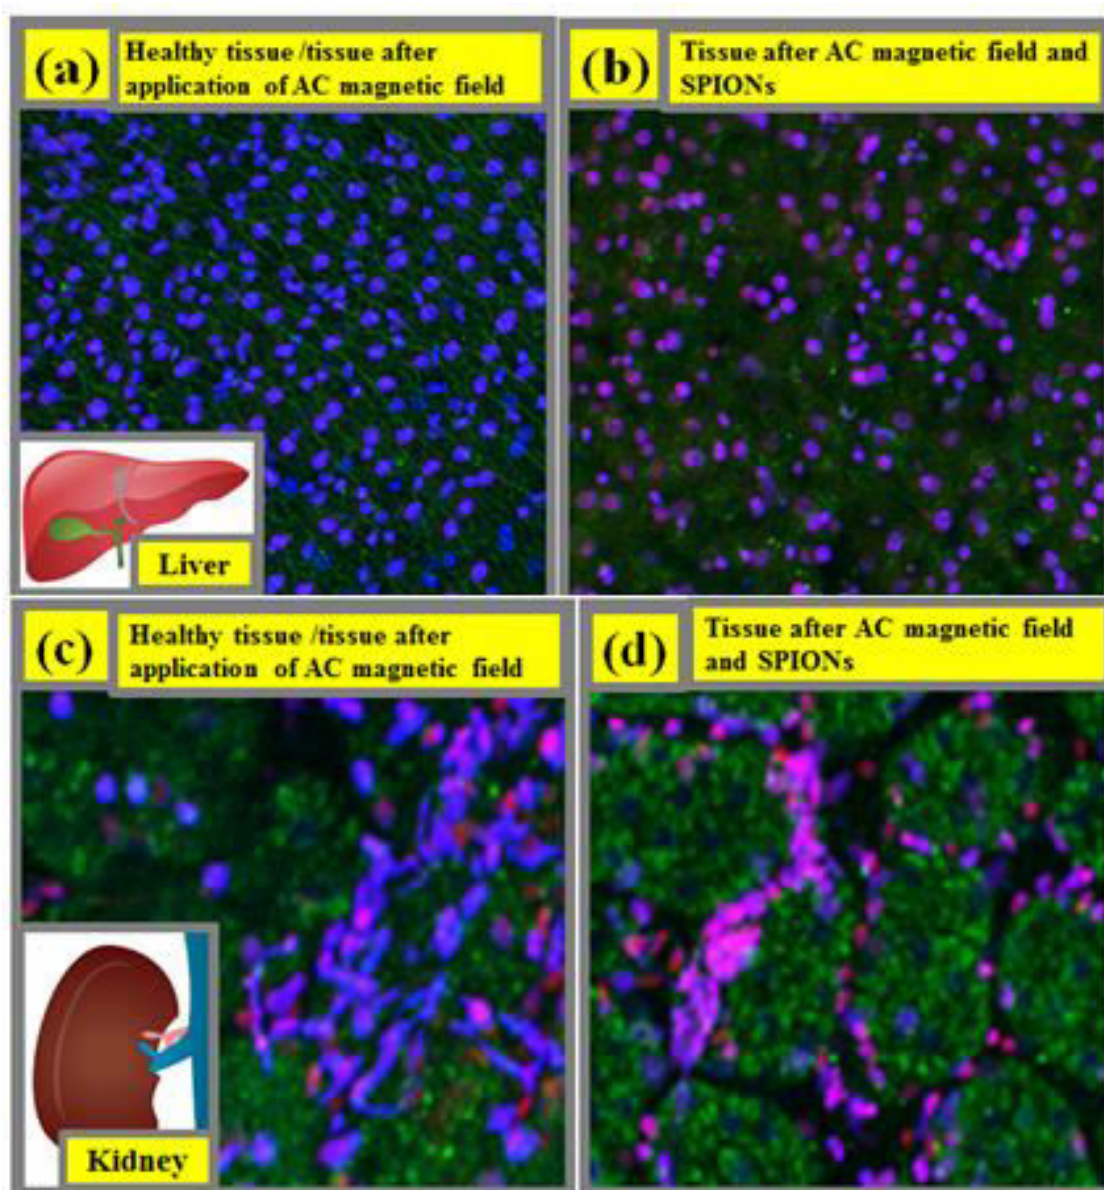 (a)
Healthy tissue /tissue after
application of AC magnetic field
(b)
Tissue after AC magnetic field and
SPIONs
Liver
(c)
Healthy tissue /tissue after
application of AC magnetic field
(d)
Tissue after AC magnetic field
and SPIONs
Kidney